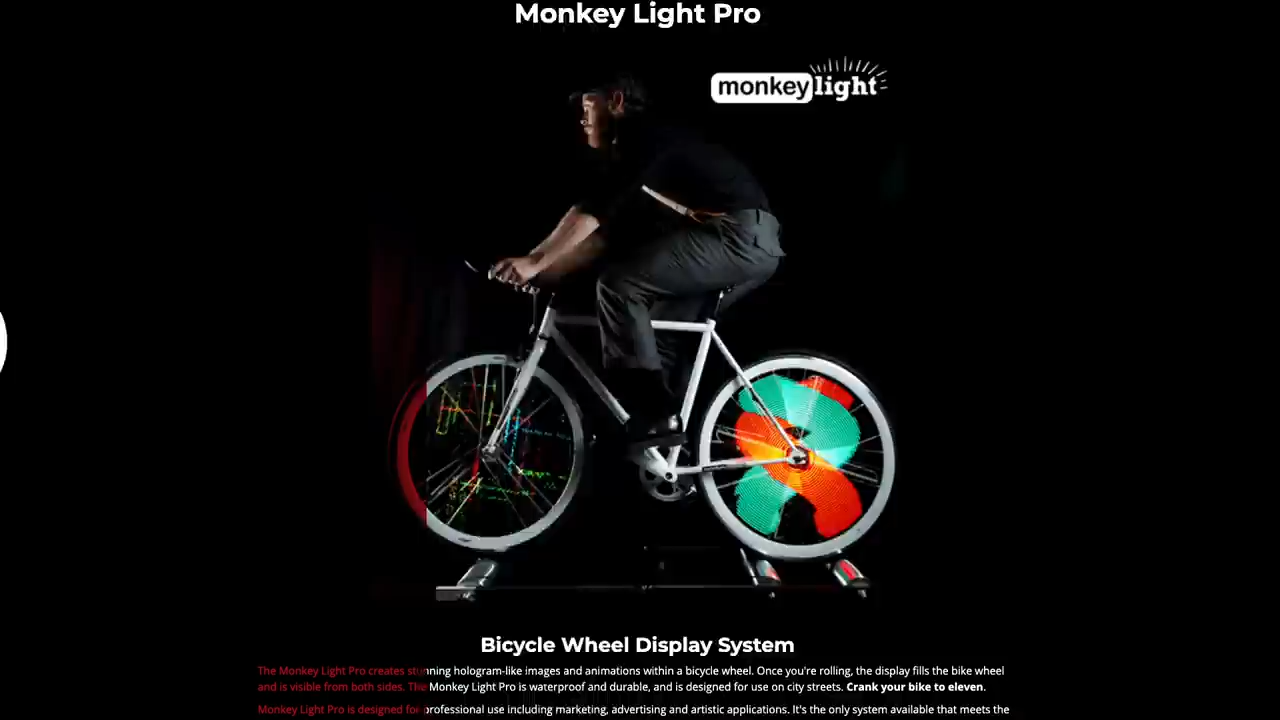 Monkey Light Pro
monkeylight
Bicycle Wheel Display System
The Monkey Light Pro creates stunning hologram-like images and animations within a bicycle wheel. Once you're rolling, the display fills the bike wheel
and is visible from both sides. The Monkey Light Pro is waterproof and durable, and is designed for use on city streets. Crank your bike to eleven.
Monkey Light Pro is designed for professional use including marketing, advertising and artistic applications. It's the only system available that meets the